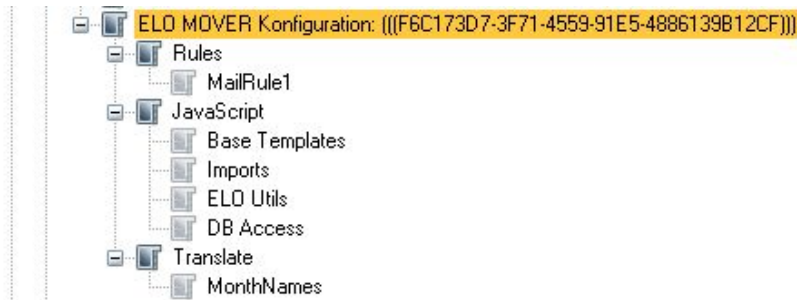 ELO MOVER Konfiguration: (((F6C173D7-3F71-4559-91E5-4886139B12CF)))
Rules
MailRule1
JavaScript
Base Templates
Imports
ELO Utils
DB Access
Translate
MonthNames